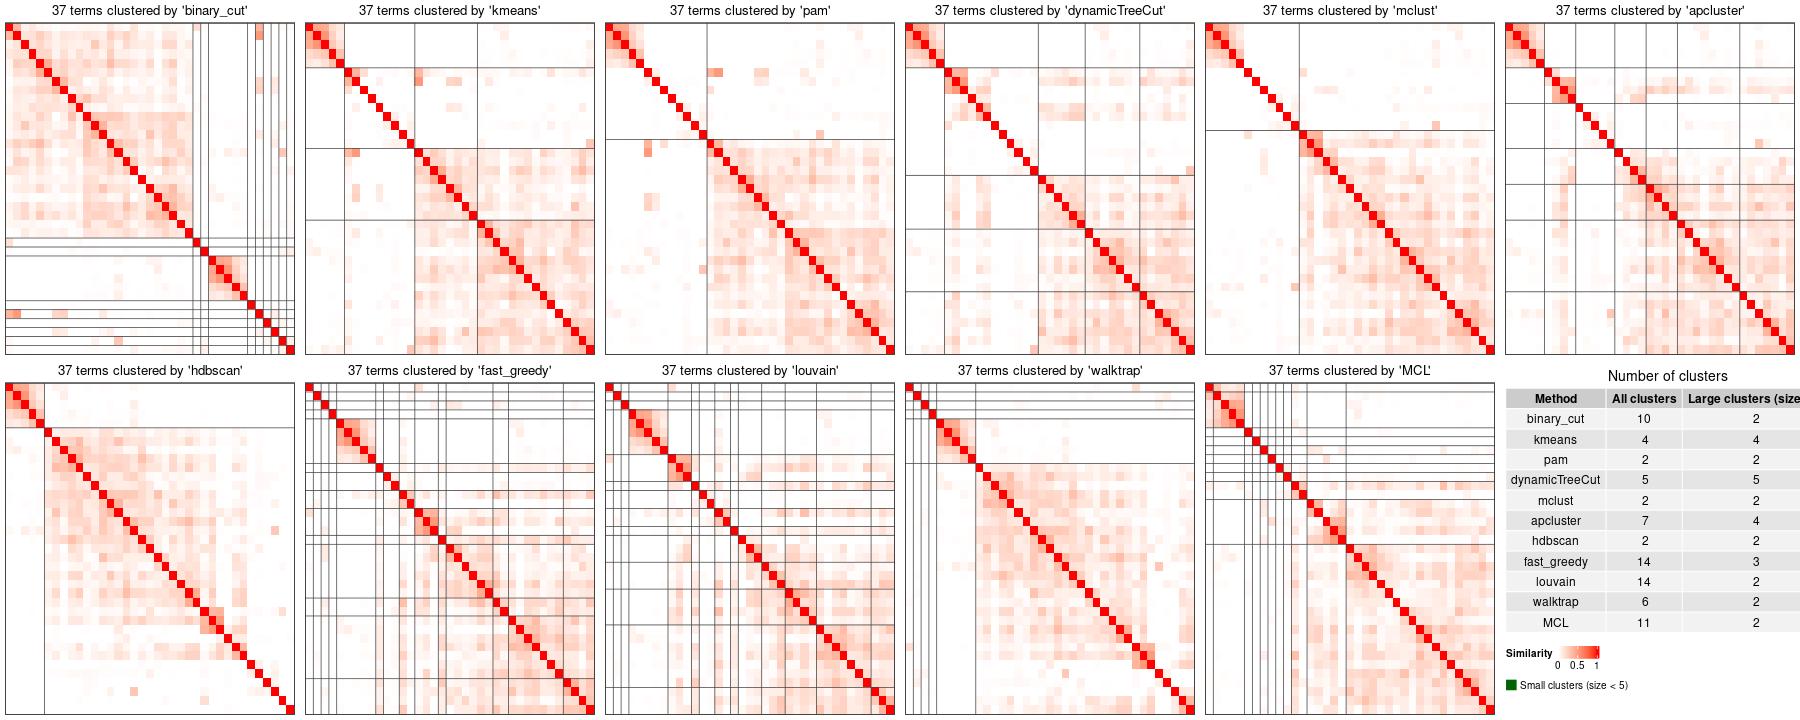 37 terms clustered by 'binary_cut'
37 terms clustered by 'kmeans'
37 terms clustered by 'pam'
37 terms clustered by 'dynamicTreeCut'
37 terms clustered by 'mclust'
37 terms clustered by 'apcluster'
37 terms clustered by 'hdbscan'
37 terms clustered by 'fast_greedy'
37 terms clustered by 'louvain'
37 terms clustered by 'walktrap'
37 terms clustered by 'MCL'
Number of clusters
Method All clusters Large clusters (size
binary_cut 10 2
kmeans 4 4
pam 2 2
dynamicTreeCut 5 5
mclust 2 2
apcluster 7 4
hdbscan 2 2
fast_greedy 14 3
louvain 14 2
walktrap 6 2
MCL 11 2
Similarity
0 0.5 1
Small clusters (size < 5)